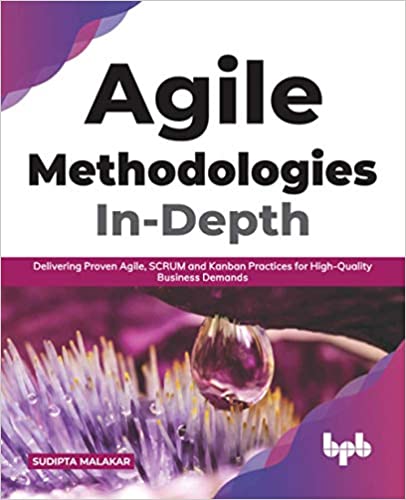 Agile
Methodologies
In-Depth
Delivering Proven Agile, SCRUM and Kanban Practices for High-Quality
Business Demands
SUDIPTA MALAKAR
bpb